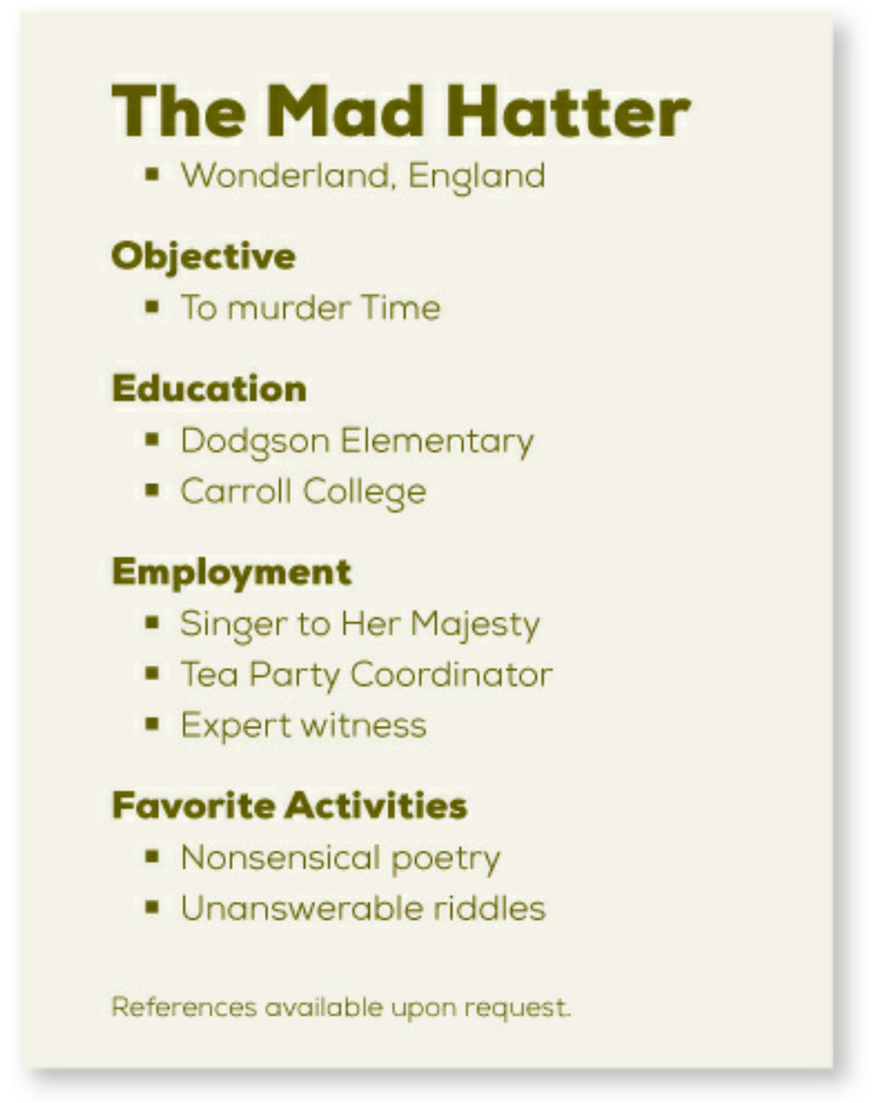 The Mad Hatter
▪ Wonderland, England
Objective
▪ To murder Time
Education
▪ Dodgson Elementary
▪ Carroll College
Employment
▪ Singer to Her Majesty
▪ Tea Party Coordinator
▪ Expert witness
Favorite Activities
▪ Nonsensical poetry
▪ Unanswerable riddles
References available upon request.